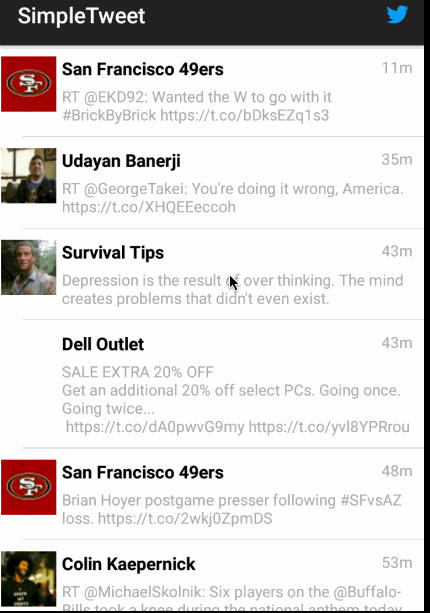 SimpleTweet
San Francisco 49ers 11m
RT @EKD92: Wanted the W to go with it
#BrickByBrick https://t.co/bDksEZq1s3
Udayan Banerji 35m
RT @GeorgeTakei: You're doing it wrong, America.
https://t.co/XHQEEeccoh
Survival Tips 43m
Depression is the result of over thinking. The mind
creates problems that didn't even exist.
Dell Outlet 43m
SALE EXTRA 20% OFF
Get an additional 20% off select PCs. Going once.
Going twice...
https://t.co/dA0pwvG9my https://t.co/yvl8YPRrou
San Francisco 49ers 48m
Brian Hoyer postgame presser following #SFvsAZ
loss. https://t.co/2wkj0ZpmDS
Colin Kaepernick 53m
RT @MichaelSkolnik: Six players on the @Buffalo-
Bills took a knee during the national anthem today